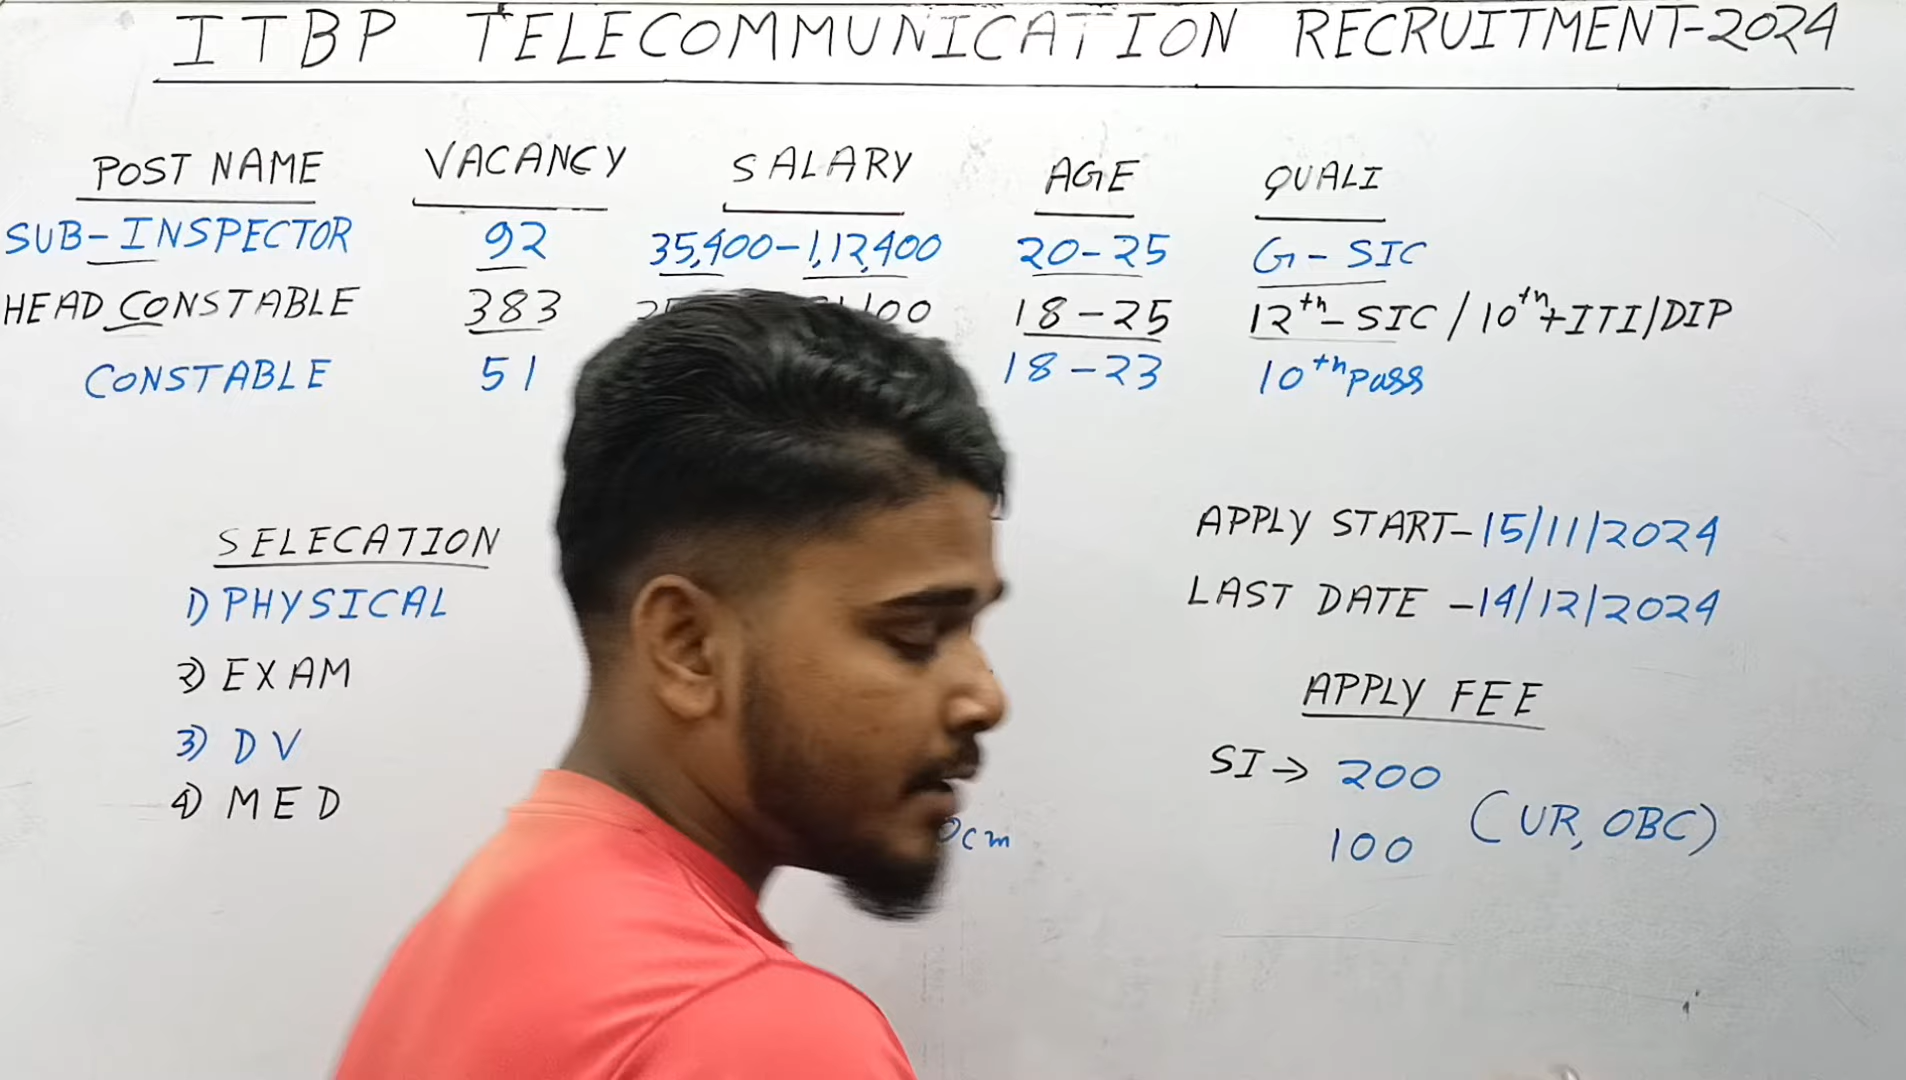 ITBP TELECOMMUNICATION RECRUITMENT-2024
POST NAME VACANCY SALARY AGE QUALI
SUB-INSPECTOR 92 35,400-1,12,400 20-25 G-SIC
HEAD CONSTABLE 383 18-25 12th-SIC/10th+ITI/DIP
CONSTABLE 51 18-23 10th pass
SELECATION
1) PHYSICAL
2) EXAM
3) DV
4) MED
cm
APPLY START-15/11/2024
LAST DATE -14/12/2024
APPLY FEE
SI→ 200
100 (UR, OBC)